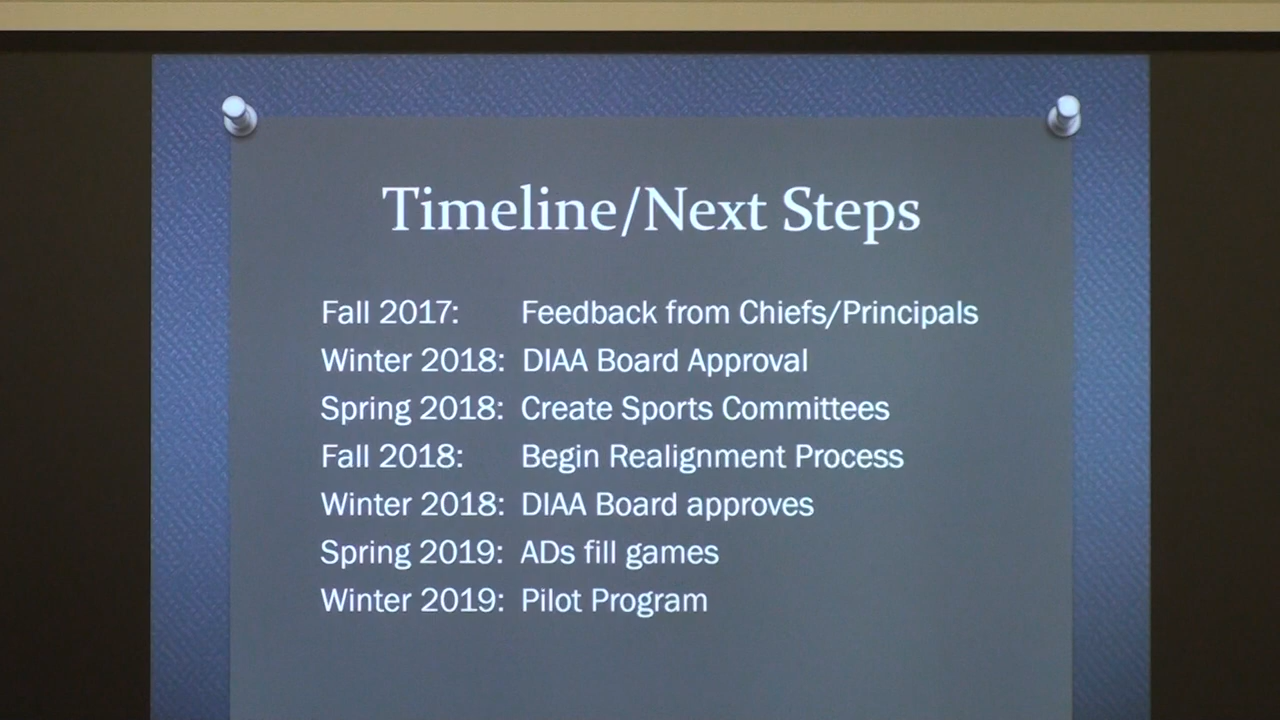 Timeline/Next Steps
Fall 2017: Feedback from Chiefs/Principals
Winter 2018: DIAA Board Approval
Spring 2018: Create Sports Committees
Fall 2018: Begin Realignment Process
Winter 2018: DIAA Board approves
Spring 2019: ADs fill games
Winter 2019: Pilot Program